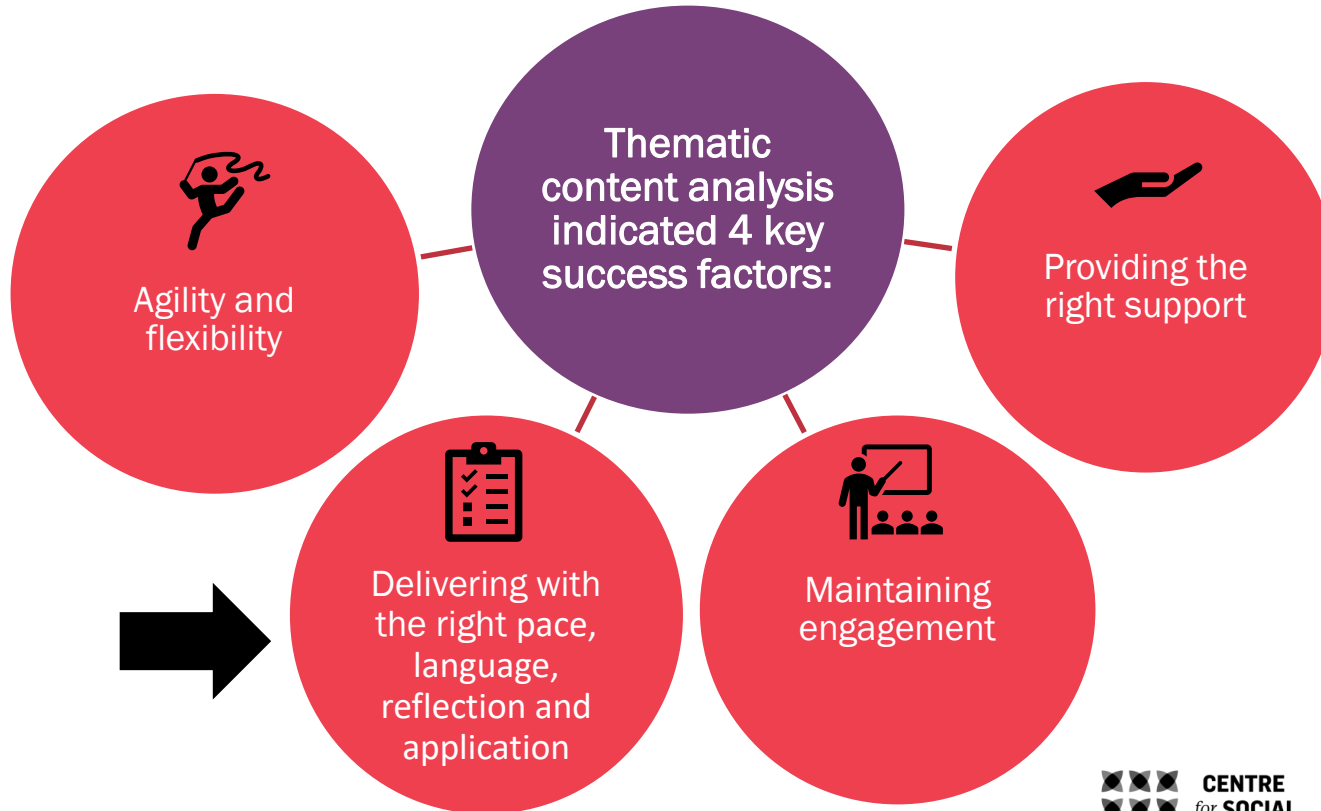 Thematic
content analysis
indicated 4 key
success factors:
Agility and
flexibility
Providing the
right support
Delivering with
the right pace,
language,
reflection and
application
Maintaining
engagement
CENTRE
for SOCIAL